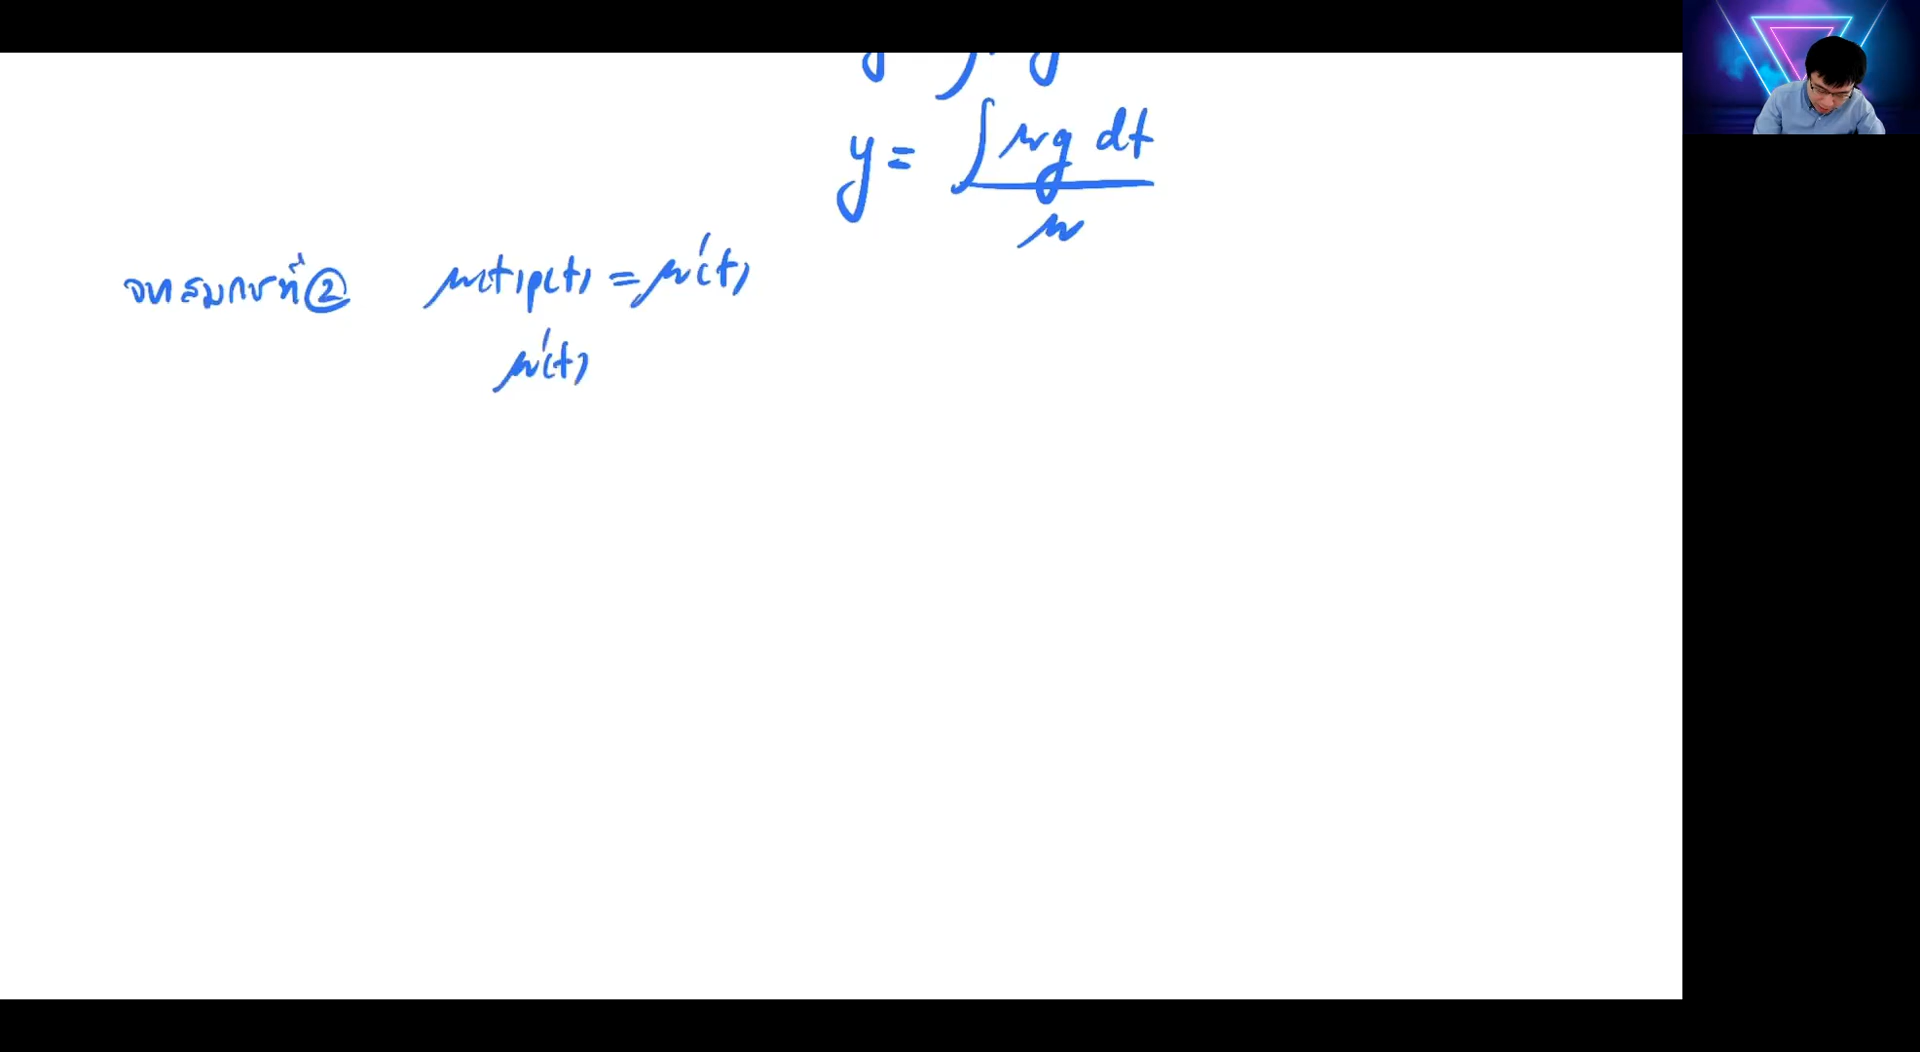 y = ∫ μg dt / μ
จากสมการที่ ② μ(t)p(t) = μ'(t)
μ'(t)